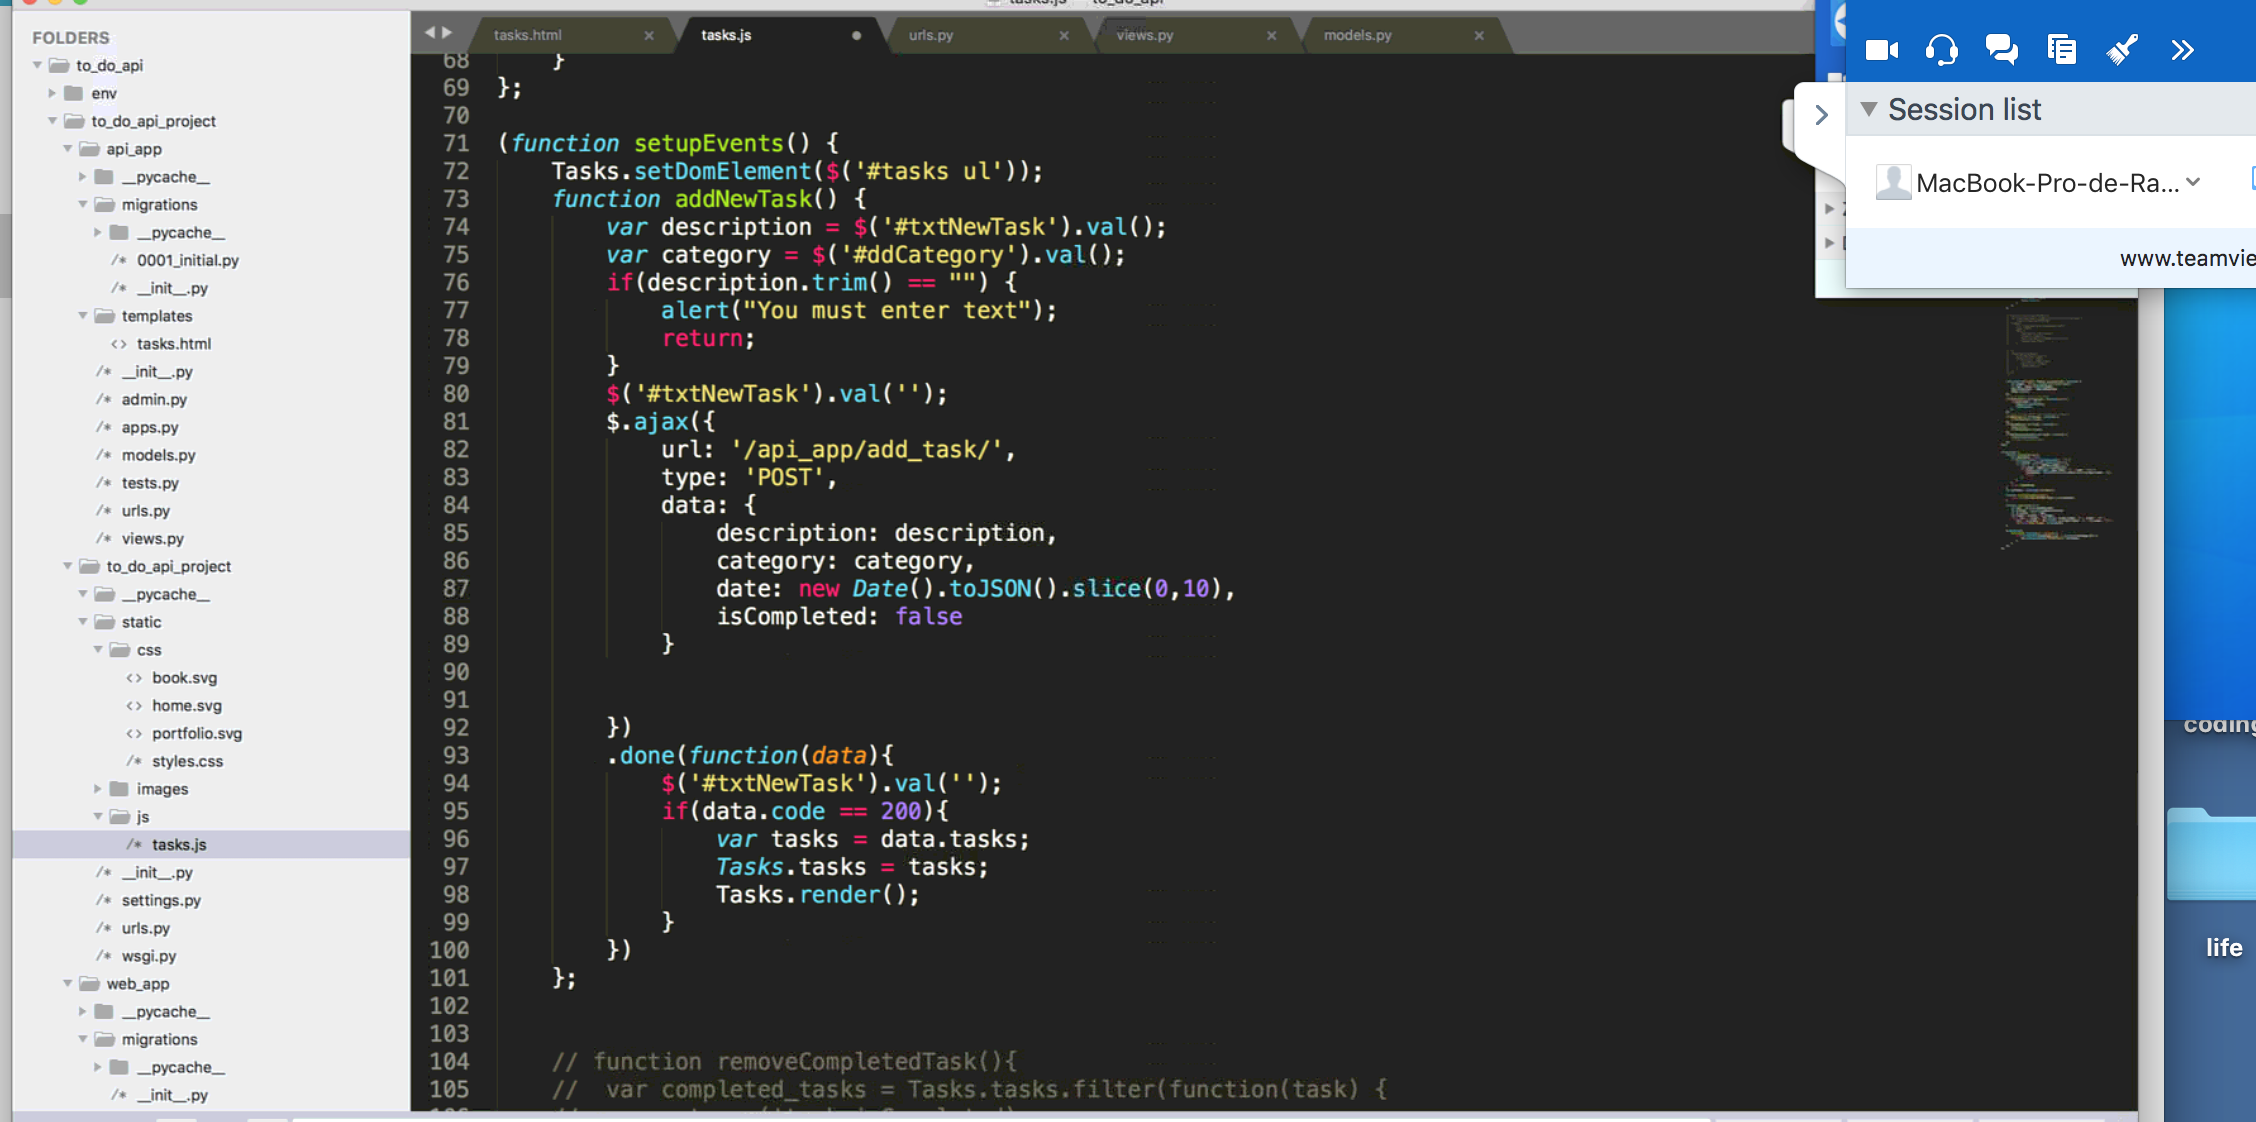 tasks.js — to_do_api
FOLDERS
to_do_api
env
to_do_api_project
api_app
__pycache__
migrations
__pycache__
/* 0001_initial.py
/* __init__.py
templates
<> tasks.html
/* __init__.py
/* admin.py
/* apps.py
/* models.py
/* tests.py
/* urls.py
/* views.py
to_do_api_project
__pycache__
static
css
<> book.svg
<> home.svg
<> portfolio.svg
/* styles.css
images
js
/* tasks.js
/* __init__.py
/* settings.py
/* urls.py
/* wsgi.py
web_app
__pycache__
migrations
__pycache__
/* __init__.py
tasks.html tasks.js urls.py views.py models.py
68 }
69 };
70
71 (function setupEvents() {
72 Tasks.setDomElement($('#tasks ul'));
73 function addNewTask() {
74 var description = $('#txtNewTask').val();
75 var category = $('#ddCategory').val();
76 if(description.trim() == "") {
77 alert("You must enter text");
78 return;
79 }
80 $('#txtNewTask').val('');
81 $.ajax({
82 url: '/api_app/add_task/',
83 type: 'POST',
84 data: {
85 description: description,
86 category: category,
87 date: new Date().toJSON().slice(0,10),
88 isCompleted: false
89 }
90
91
92 })
93 .done(function(data){
94 $('#txtNewTask').val('');
95 if(data.code == 200){
96 var tasks = data.tasks;
97 Tasks.tasks = tasks;
98 Tasks.render();
99 }
100 })
101 };
102
103
104 // function removeCompletedTask(){
105 // var completed_tasks = Tasks.tasks.filter(function(task) {
Session list
MacBook-Pro-de-Ra...
www.teamvie
coding
life